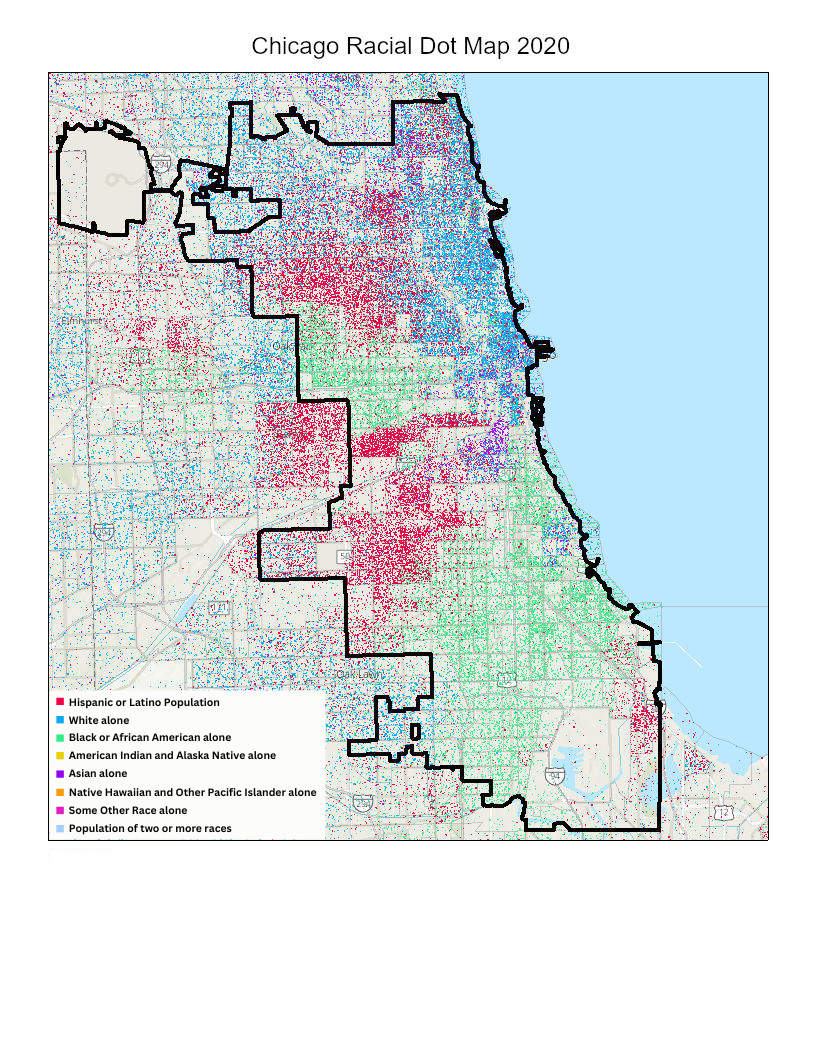 Chicago Racial Dot Map 2020
294
Elmhurst
Oak
50
171
Oak Lawn
94
12
294
Hispanic or Latino Population
White alone
Black or African American alone
American Indian and Alaska Native alone
Asian alone
Native Hawaiian and Other Pacific Islander alone
Some Other Race alone
Population of two or more races